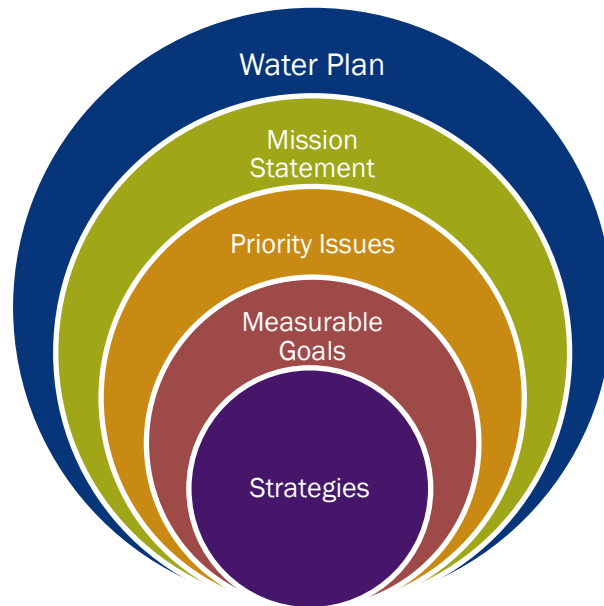 Water Plan
Mission
Statement
Priority Issues
Measurable
Goals
Strategies